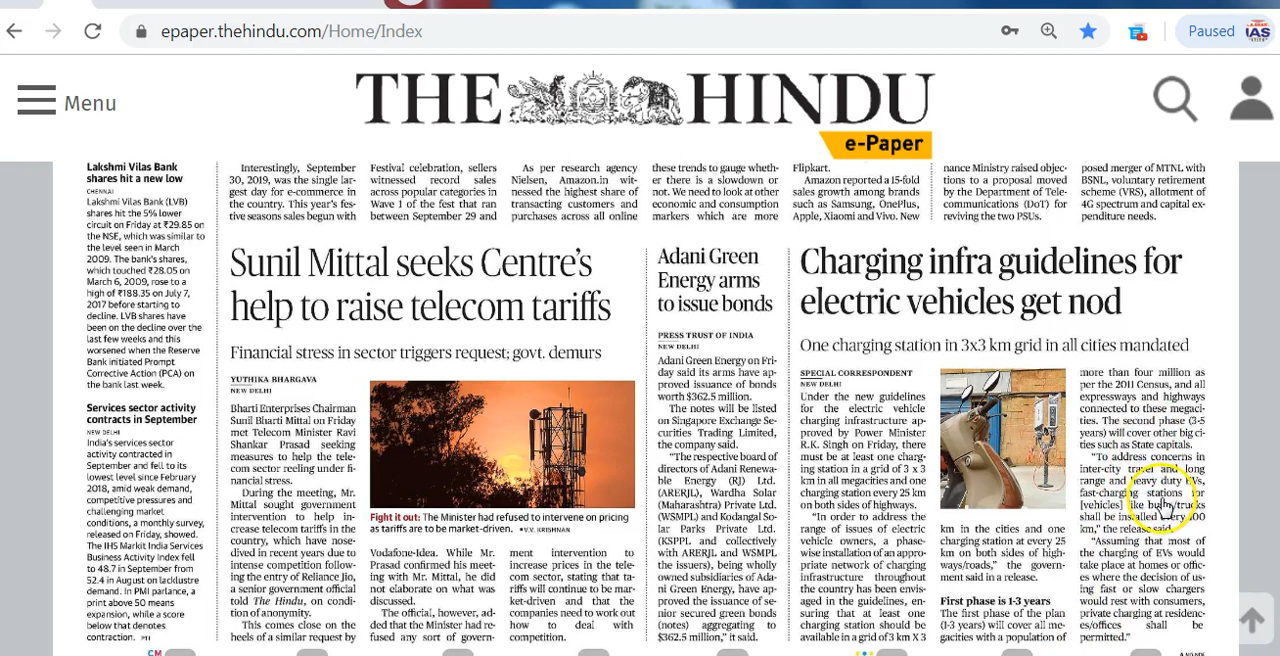 epaper.thehindu.com/Home/Index
Paused
IAS
Menu
THE HINDU
e-Paper
Lakshmi Vilas Bank
shares hit a new low
CHENNAI
Lakshmi Vilas Bank (LVB)
shares hit the 5% lower
circuit on Friday at ₹29.85 on
the NSE, which was similar to
the level seen in March
2009. The bank's shares,
which touched ₹28.05 on
March 6, 2009, rose to a
high of ₹188.35 on July 7,
2017 before starting to
decline. LVB shares have
been on the decline over the
last few weeks and this
worsened when the Reserve
Bank initiated Prompt
Corrective Action (PCA) on
the bank last week.
Services sector activity
contracts in September
NEW DELHI
India's services sector
activity contracted in
September and fell to its
lowest level since February
2018, amid weak demand,
competitive pressures and
challenging market
conditions, a monthly survey,
released on Friday, showed.
The IHS Markit India Services
Business Activity Index fell
to 48.7 in September from
52.4 in August on lacklustre
demand. In PMI parlance, a
print above 50 means
expansion, while a score
below that denotes
contraction. PTI
Interestingly, September
30, 2019, was the single lar-
gest day for e-commerce in
the country. This year's fes-
tive seasons sales begun with
Festival celebration, sellers
witnessed record sales
across popular categories in
Wave 1 of the fest that ran
between September 29 and
As per research agency
Nielsen, Amazon.in wit-
nessed the highest share of
transacting customers and
purchases across all online
these trends to gauge wheth-
er there is a slowdown or
not. We need to look at other
economic and consumption
markers which are more
Flipkart.
Amazon reported a 15-fold
sales growth among brands
such as Samsung, OnePlus,
Apple, Xiaomi and Vivo. New
nance Ministry raised objec-
tions to a proposal moved
by the Department of Tele-
communications (DoT) for
reviving the two PSUs.
posed merger of MTNL with
BSNL, voluntary retirement
scheme (VRS), allotment of
4G spectrum and capital ex-
penditure needs.
Sunil Mittal seeks Centre's
help to raise telecom tariffs
Financial stress in sector triggers request; govt. demurs
YUTHIKA BHARGAVA
NEW DELHI
Bharti Enterprises Chairman
Sunil Bharti Mittal on Friday
met Telecom Minister Ravi
Shankar Prasad seeking
measures to help the tele-
com sector reeling under fi-
nancial stress.
During the meeting, Mr.
Mittal sought government
intervention to help in-
crease telecom tariffs in the
country, which have nose-
dived in recent years due to
intense competition follow-
ing the entry of Reliance Jio,
a senior government official
told The Hindu, on condi-
tion of anonymity.
This comes close on the
heels of a similar request by
Fight it out: The Minister had refused to intervene on pricing
as tariffs are to be market-driven. •V.V. KRISHNAN
Vodafone-Idea. While Mr.
Prasad confirmed his meet-
ing with Mr. Mittal, he did
not elaborate on what was
discussed.
The official, however, ad-
ded that the Minister had re-
fused any sort of govern-
ment intervention to
increase prices in the tele-
com sector, stating that ta-
riffs will continue to be mar-
ket-driven and that the
companies need to work out
how to deal with
competition.
Adani Green
Energy arms
to issue bonds
PRESS TRUST OF INDIA
NEW DELHI
Adani Green Energy on Fri-
day said its arms have ap-
proved issuance of bonds
worth $362.5 million.
The notes will be listed
on Singapore Exchange Se-
curities Trading Limited,
the company said.
"The respective board of
directors of Adani Renewa-
ble Energy (RJ) Ltd.
(ARERJL), Wardha Solar
(Maharashtra) Private Ltd.
(WSMPL) and Kodangal So-
lar Parks Private Ltd.
(KSPPL and collectively
with ARERJL and WSMPL
the issuers), being wholly
owned subsidiaries of Ada-
ni Green Energy, have ap-
proved the issuance of se-
nior secured green bonds
(notes) aggregating to
$362.5 million," it said.
Charging infra guidelines for
electric vehicles get nod
One charging station in 3x3 km grid in all cities mandated
SPECIAL CORRESPONDENT
NEW DELHI
Under the new guidelines
for the electric vehicle
charging infrastructure ap-
proved by Power Minister
R.K. Singh on Friday, there
must be at least one charg-
ing station in a grid of 3 x 3
km in all megacities and one
charging station every 25 km
on both sides of highways.
"In order to address the
range of issues of electric
vehicle owners, a phase-
wise installation of an appro-
priate network of charging
infrastructure throughout
the country has been envis-
aged in the guidelines, en-
suring that at least one
charging station should be
available in a grid of 3 km X 3
km in the cities and one
charging station at every 25
km on both sides of high-
ways/roads," the govern-
ment said in a release.
First phase is 1-3 years
The first phase of the plan
(1-3 years) will cover all me-
gacities with a population of
more than four million as
per the 2011 Census, and all
expressways and highways
connected to these megaci-
ties. The second phase (3-5
years) will cover other big ci-
ties such as State capitals.
"To address concerns in
inter-city travel and long
range and heavy duty EVs,
fast-charging stations for
[vehicles] like buses/trucks
shall be installed every 100
km," the release said.
"Assuming that most of
the charging of EVs would
take place at homes or offic-
es where the decision of us-
ing fast or slow chargers
would rest with consumers,
private charging at residenc-
es/offices shall be
permitted."
CM